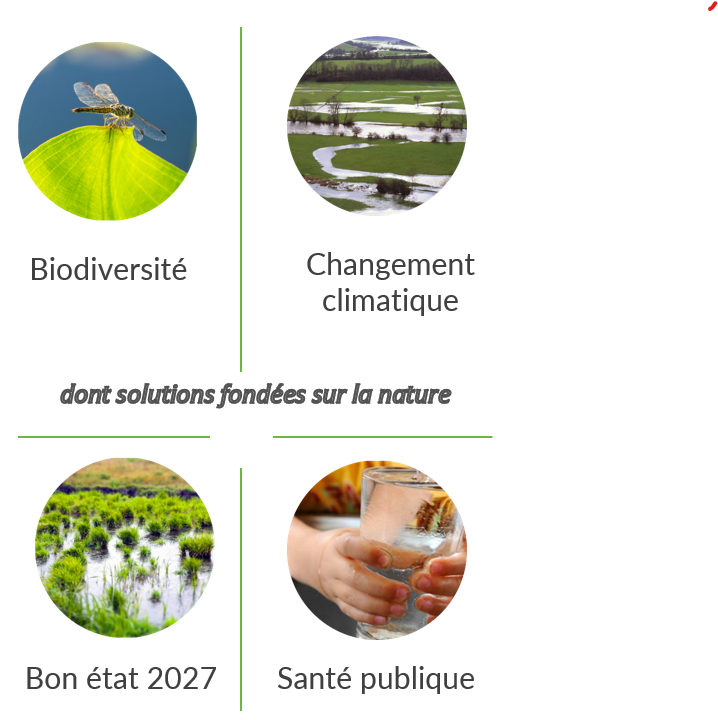 Biodiversité
Changement
climatique
dont solutions fondées sur la nature
Bon état 2027
Santé publique